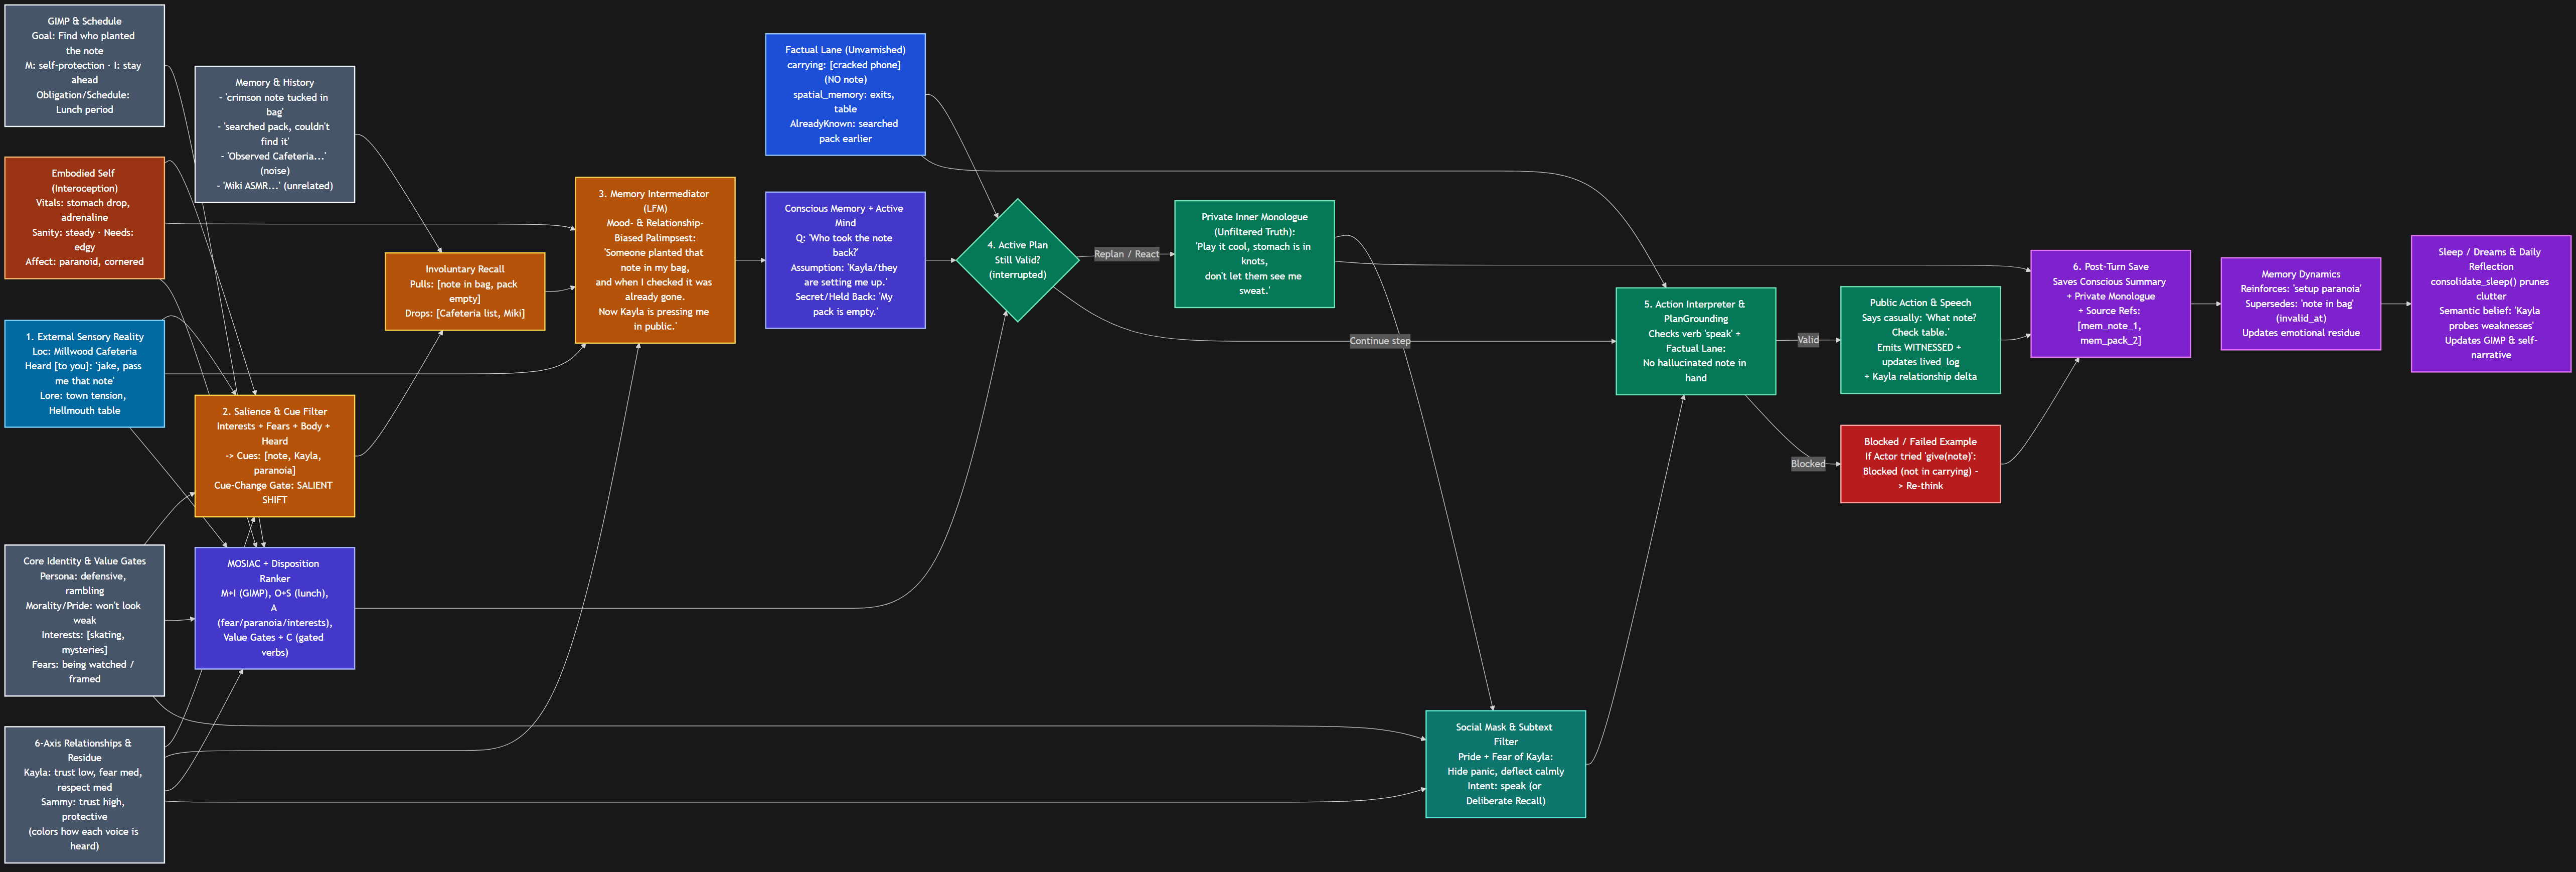 GIMP & Schedule
Goal: Find who planted
the note
M: self-protection · I: stay
ahead
Obligation/Schedule:
Lunch period
Memory & History
- 'crimson note tucked in
bag'
- 'searched pack, couldn't
find it'
- 'Observed Cafeteria...'
(noise)
- 'Miki ASMR...' (unrelated)
Embodied Self
(Interoception)
Vitals: stomach drop,
adrenaline
Sanity: steady · Needs:
edgy
Affect: paranoid, cornered
1. External Sensory Reality
Loc: Millwood Cafeteria
Heard [to you]: 'jake, pass
me that note'
Lore: town tension,
Hellmouth table
2. Salience & Cue Filter
Interests + Fears + Body +
Heard
-> Cues: [note, Kayla,
paranoia]
Cue-Change Gate: SALIENT
SHIFT
Core Identity & Value Gates
Persona: defensive,
rambling
Morality/Pride: won't look
weak
Interests: [skating,
mysteries]
Fears: being watched /
framed
MOSIAC + Disposition
Ranker
M+I (GIMP), O+S (lunch),
A
(fear/paranoia/interests),
Value Gates + C (gated
verbs)
6-Axis Relationships &
Residue
Kayla: trust low, fear med,
respect med
Sammy: trust high,
protective
(colors how each voice is
heard)
Involuntary Recall
Pulls: [note in bag, pack
empty]
Drops: [Cafeteria list, Miki]
3. Memory Intermediator
(LFM)
Mood- & Relationship-
Biased Palimpsest:
'Someone planted that
note in my bag,
and when I checked it was
already gone.
Now Kayla is pressing me
in public.'
Factual Lane (Unvarnished)
carrying: [cracked phone]
(NO note)
spatial_memory: exits,
table
AlreadyKnown: searched
pack earlier
Conscious Memory + Active
Mind
Q: 'Who took the note
back?'
Assumption: 'Kayla/they
are setting me up.'
Secret/Held Back: 'My
pack is empty.'
4. Active Plan
Still Valid?
(interrupted)
Replan / React
Continue step
Private Inner Monologue
(Unfiltered Truth):
'Play it cool, stomach is in
knots,
don't let them see me
sweat.'
Social Mask & Subtext
Filter
Pride + Fear of Kayla:
Hide panic, deflect calmly
Intent: speak (or
Deliberate Recall)
5. Action Interpreter &
PlanGrounding
Checks verb 'speak' +
Factual Lane:
No hallucinated note in
hand
Valid
Blocked
Public Action & Speech
Says casually: 'What note?
Check table.'
Emits WITNESSED +
updates lived_log
+ Kayla relationship delta
Blocked / Failed Example
If Actor tried 'give(note)':
Blocked (not in carrying) -
> Re-think
6. Post-Turn Save
Saves Conscious Summary
+ Private Monologue
+ Source Refs:
[mem_note_1,
mem_pack_2]
Memory Dynamics
Reinforces: 'setup paranoia'
Supersedes: 'note in bag'
(invalid_at)
Updates emotional residue
Sleep / Dreams & Daily
Reflection
consolidate_sleep() prunes
clutter
Semantic belief: 'Kayla
probes weaknesses'
Updates GIMP & self-
narrative